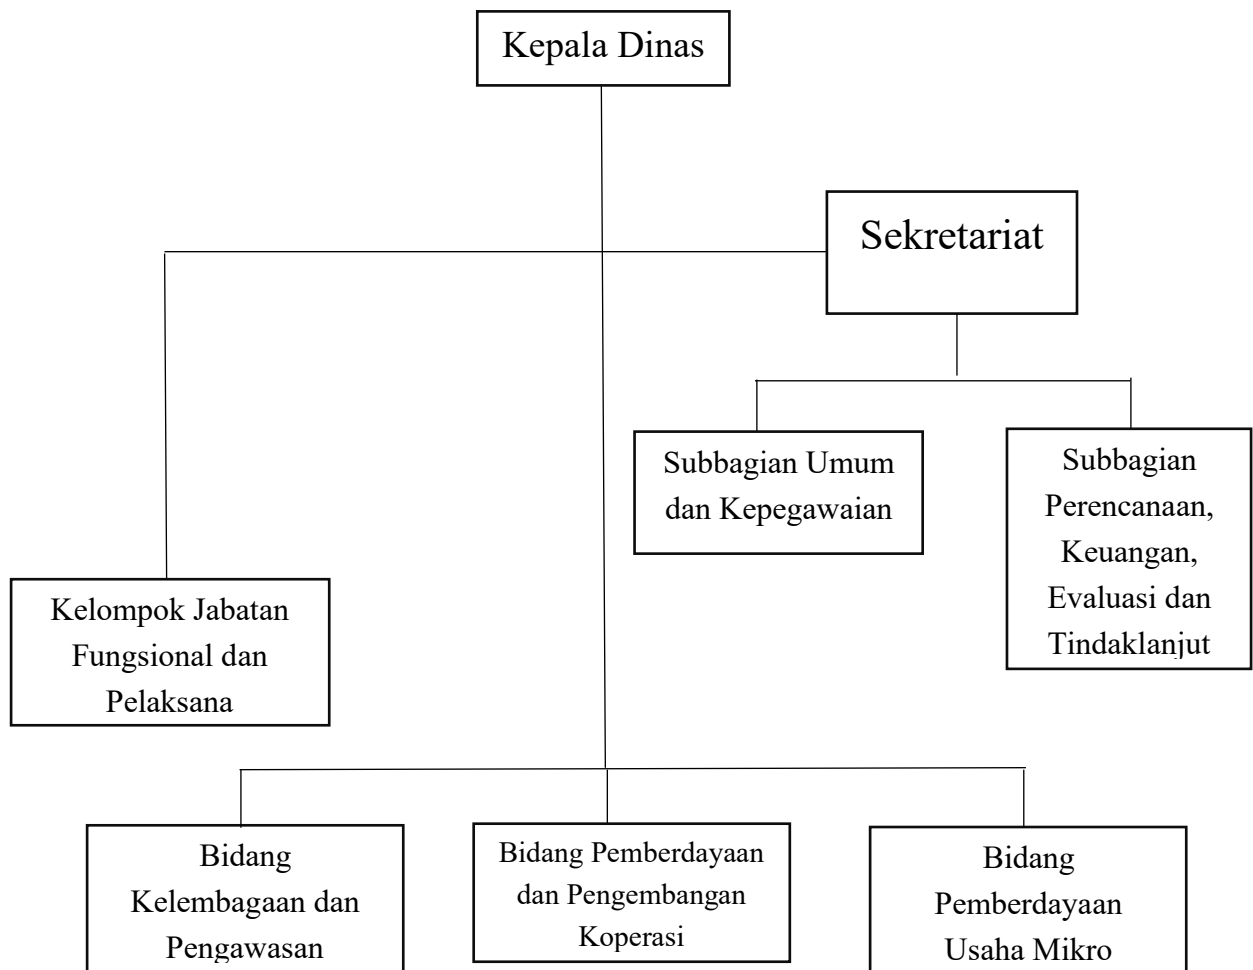 Kepala Dinas
Sekretariat
Subbagian Umum
dan Kepegawaian
Subbagian
Perencanaan,
Keuangan,
Evaluasi dan
Tindaklanjut
Kelompok Jabatan
Fungsional dan
Pelaksana
Bidang
Kelembagaan dan
Pengawasan
Bidang Pemberdayaan
dan Pengembangan
Koperasi
Bidang
Pemberdayaan
Usaha Mikro